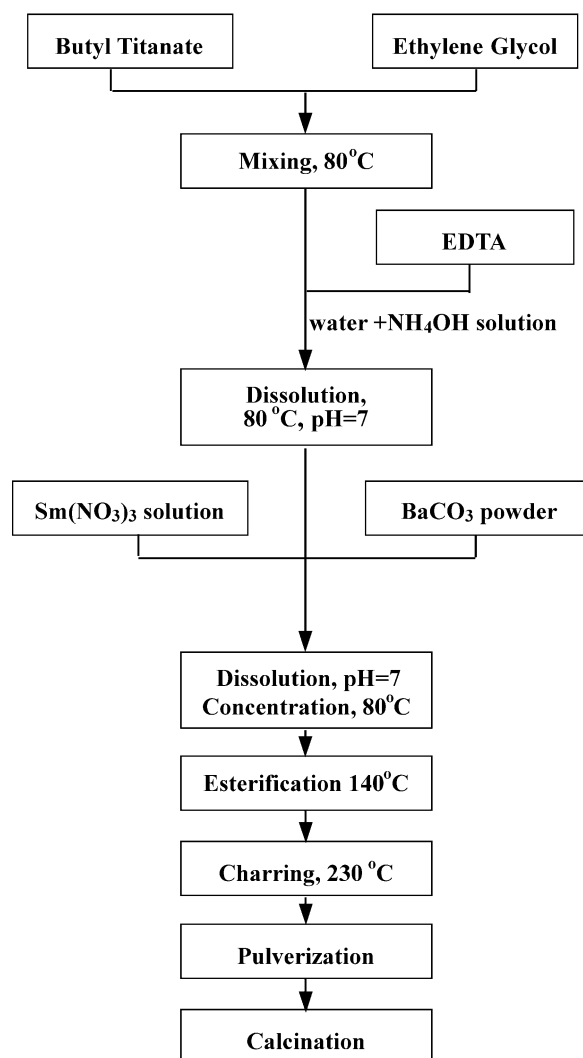 Butyl Titanate
Ethylene Glycol
Mixing, 80°C
EDTA
water +NH₄OH solution
Dissolution,
80 °C, pH=7
Sm(NO₃)₃ solution
BaCO₃ powder
Dissolution, pH=7
Concentration, 80°C
Esterification 140°C
Charring, 230 °C
Pulverization
Calcination